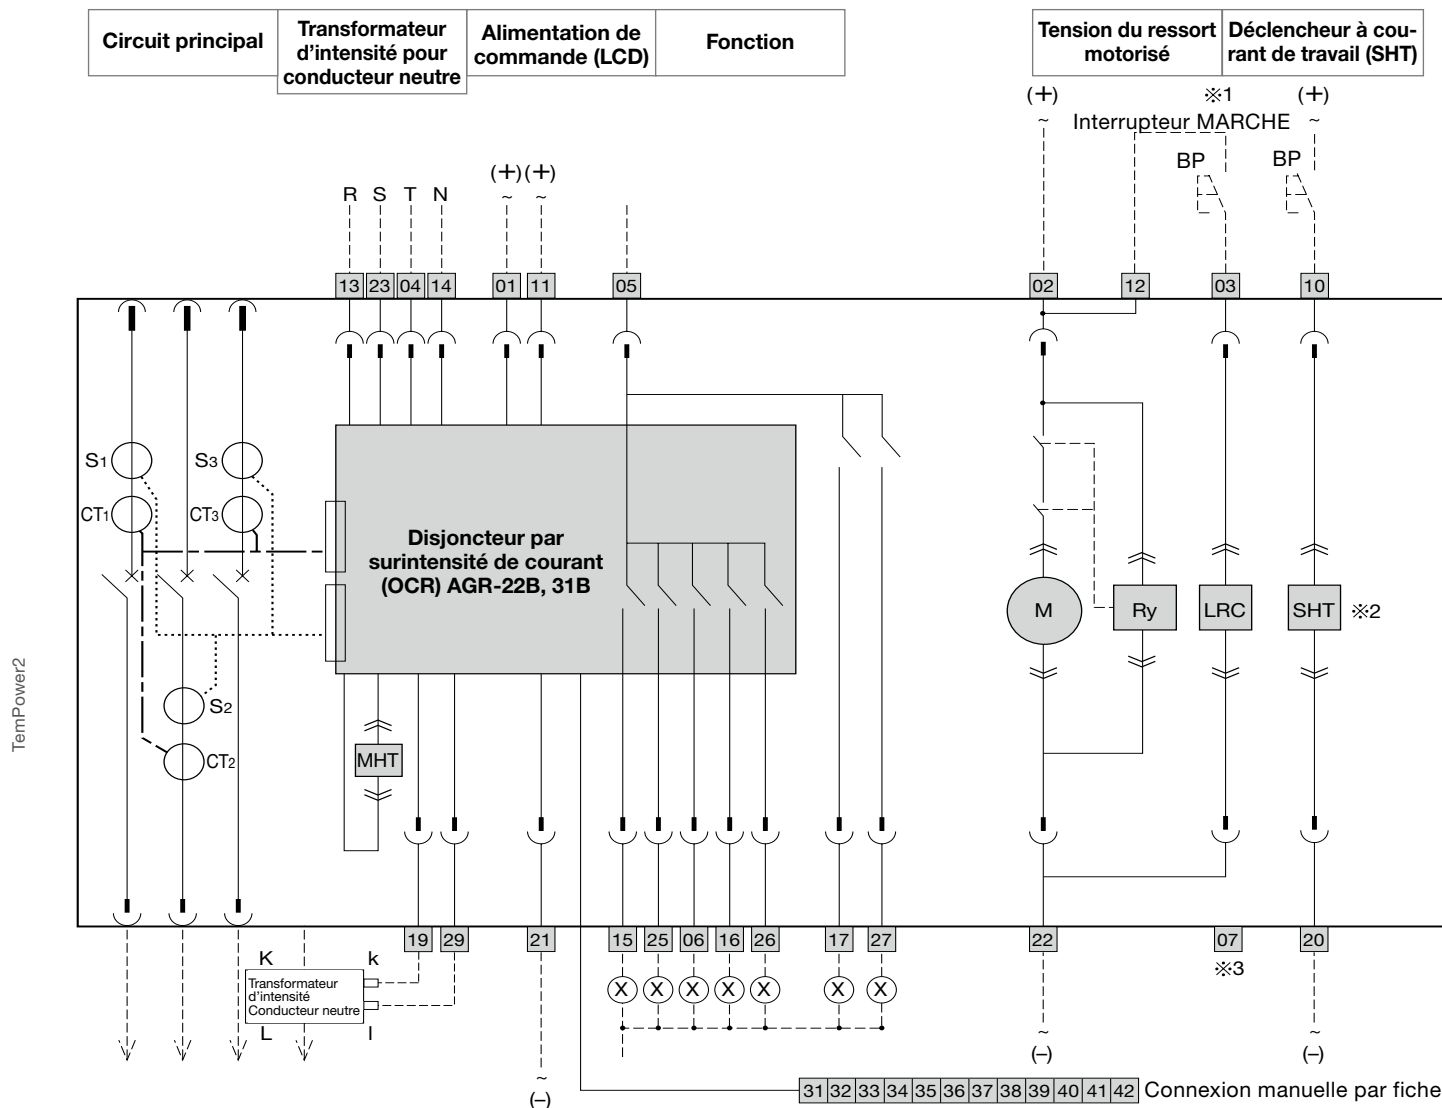 Circuit principal
Transformateur
d'intensité pour
conducteur neutre
Alimentation de
commande (LCD)
Fonction
Tension du ressort
motorisé
Déclencheur à cou-
rant de travail (SHT)
(+)
~
※1
(+)
~
Interrupteur MARCHE
BP
BP
(+) (+)
~ ~
R S T N
13 23 04 14 01 11 05 02 12 03 10
S1 S3
CT1 CT3
Disjoncteur par
surintensité de courant
(OCR) AGR-22B, 31B
M Ry LRC SHT ※2
TemPower2
S2
CT2
MHT
19 29 21 15 25 06 16 26 17 27 22 07 20
※3
K k
Transformateur
d'intensité
Conducteur neutre
L l
X X X X X X X
~
(–)
~
(–)
~
(–)
31 32 33 34 35 36 37 38 39 40 41 42 Connexion manuelle par fiche